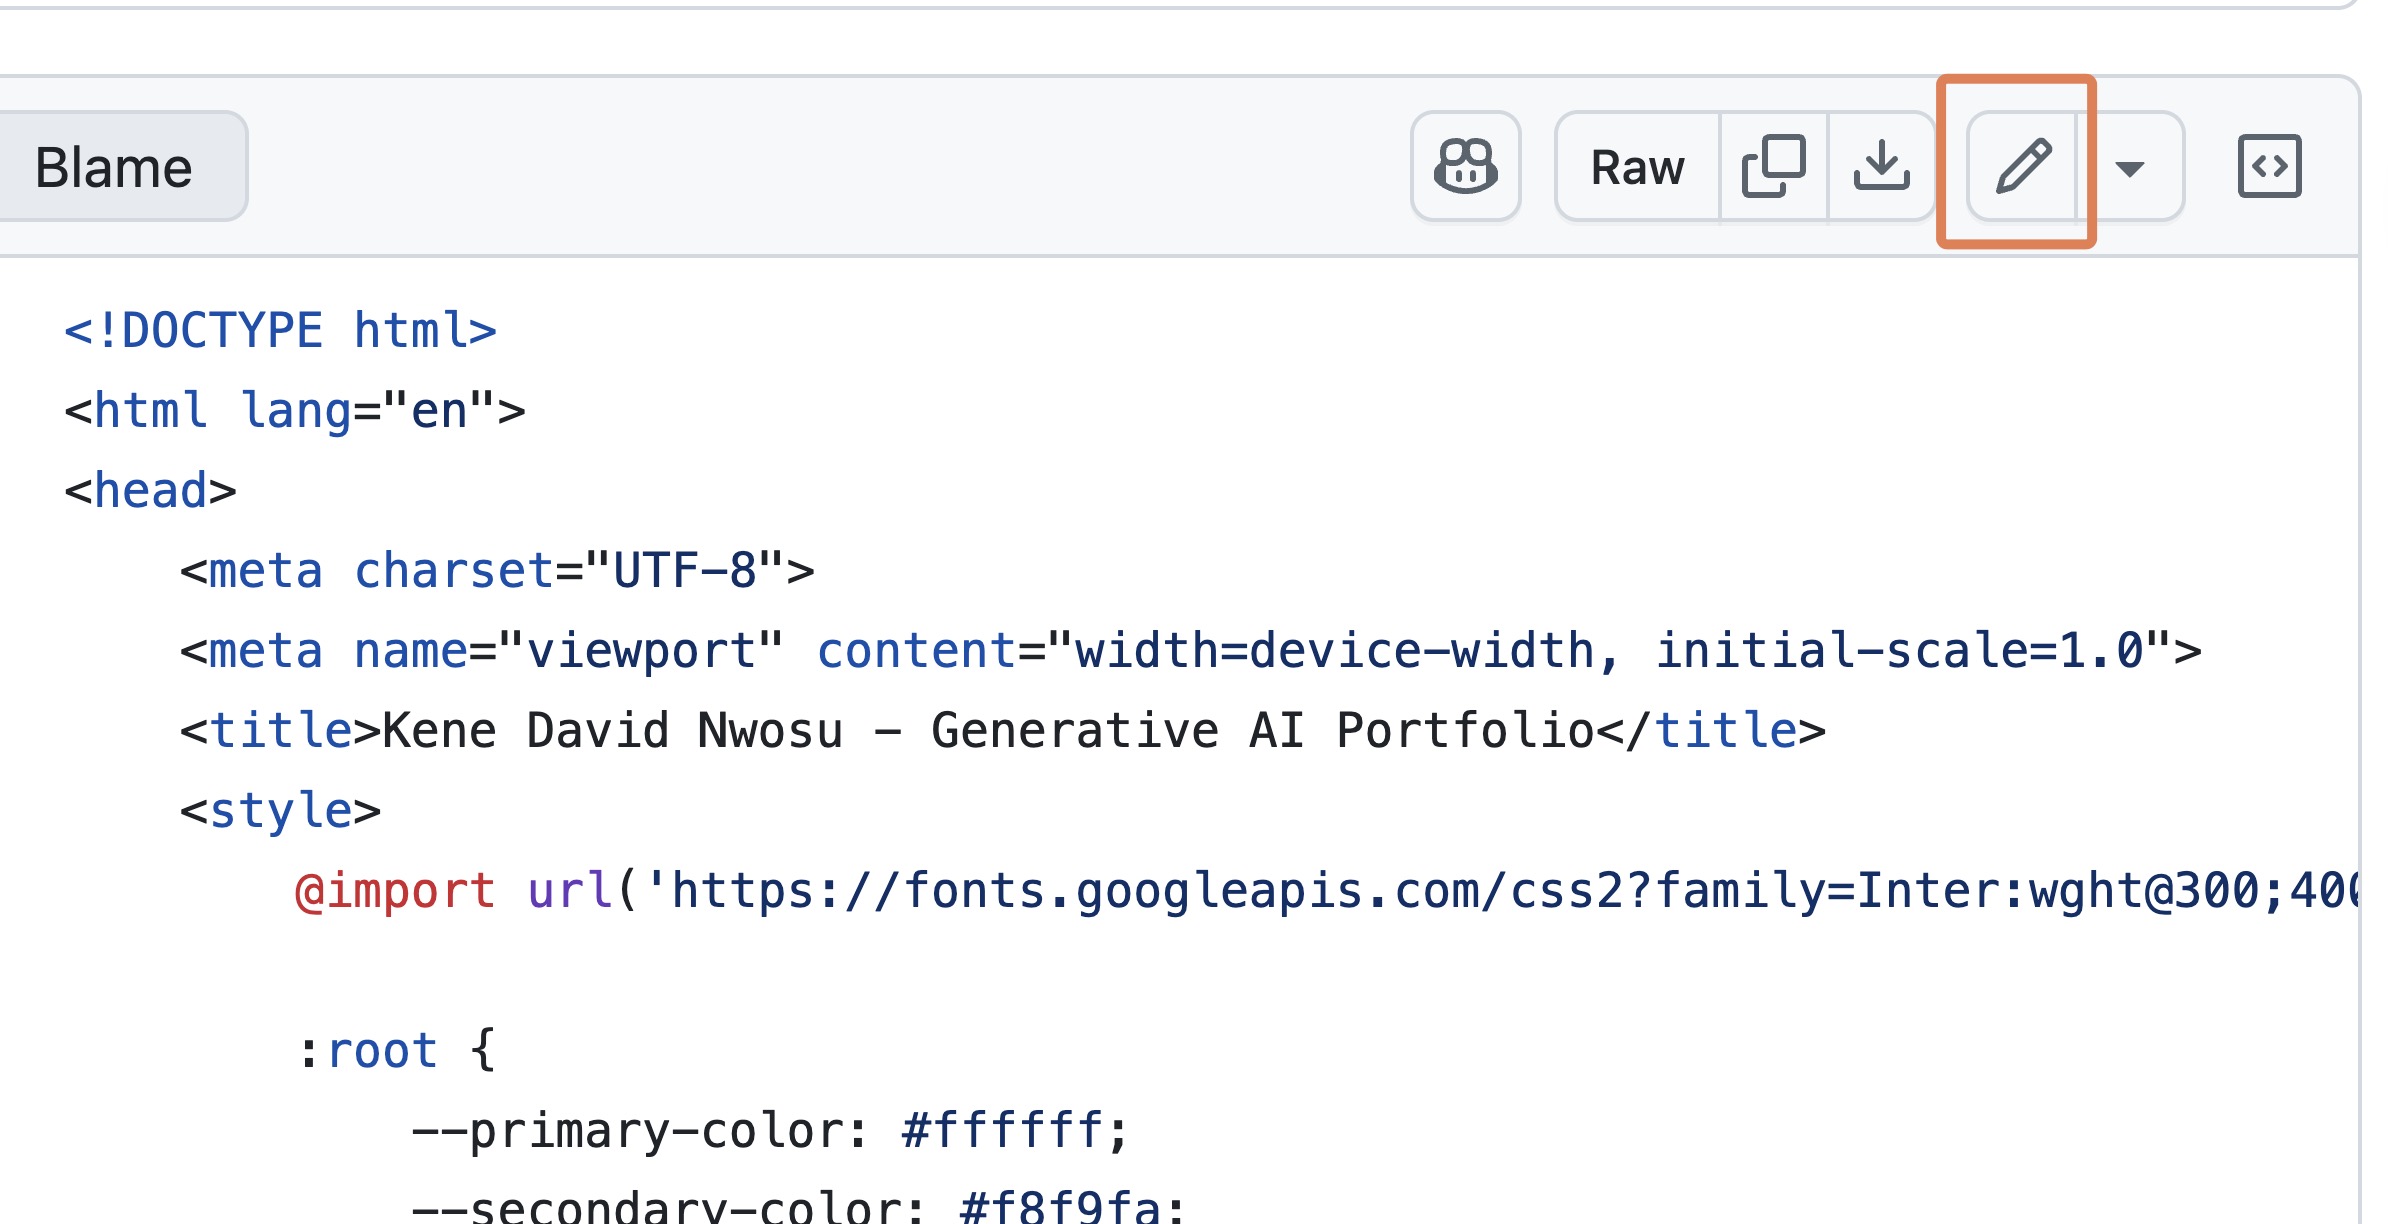 Blame
Raw
<!DOCTYPE html>
<html lang="en">
<head>
    <meta charset="UTF-8">
    <meta name="viewport" content="width=device-width, initial-scale=1.0">
    <title>Kene David Nwosu - Generative AI Portfolio</title>
    <style>
        @import url('https://fonts.googleapis.com/css2?family=Inter:wght@300;400
        :root {
            --primary-color: #ffffff;
            --secondary-color: #f8f9fa;